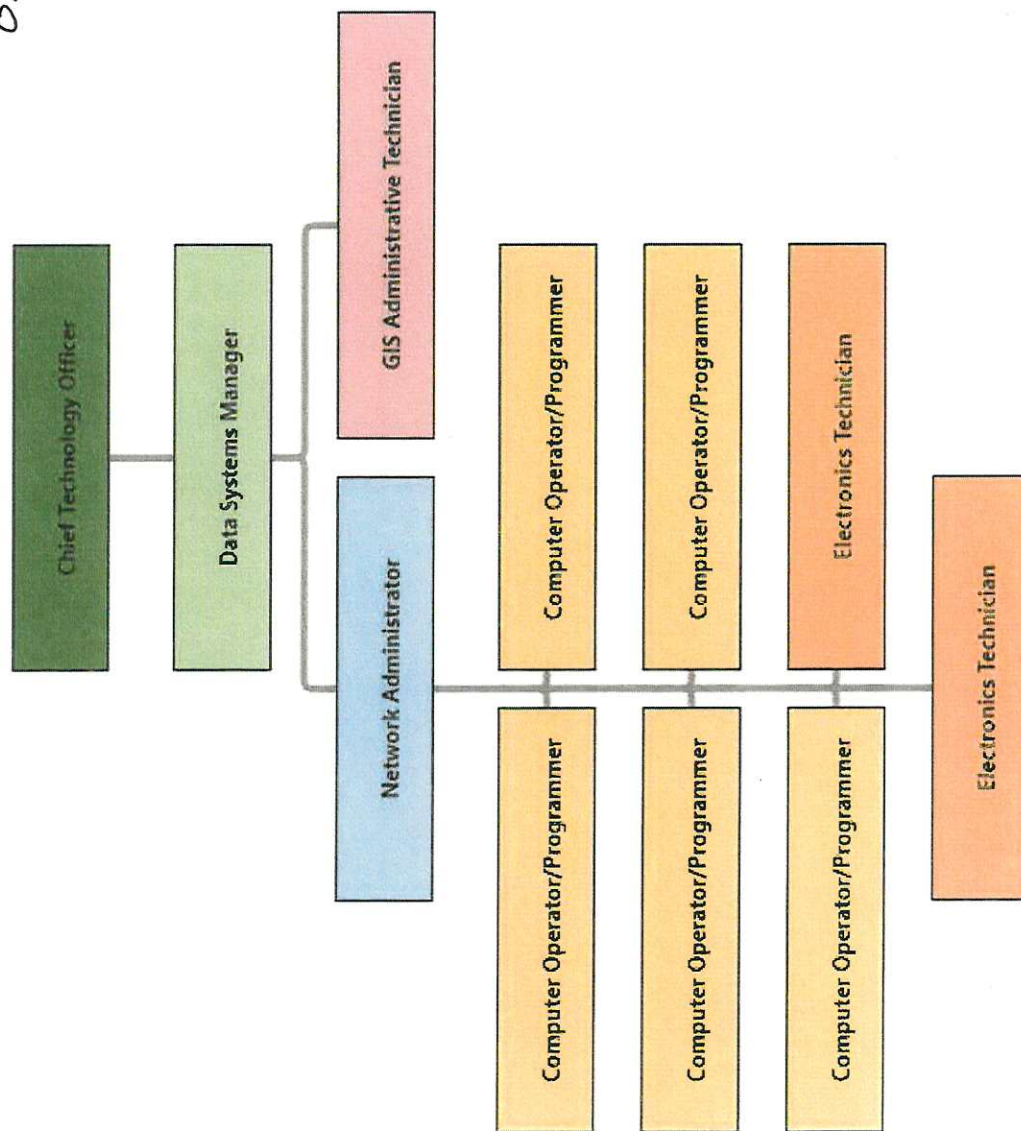 Chief Technology Officer
Data Systems Manager
Network Administrator
GIS Administrative Technician
Computer Operator/Programmer
Computer Operator/Programmer
Computer Operator/Programmer
Computer Operator/Programmer
Computer Operator/Programmer
Electronics Technician
Electronics Technician